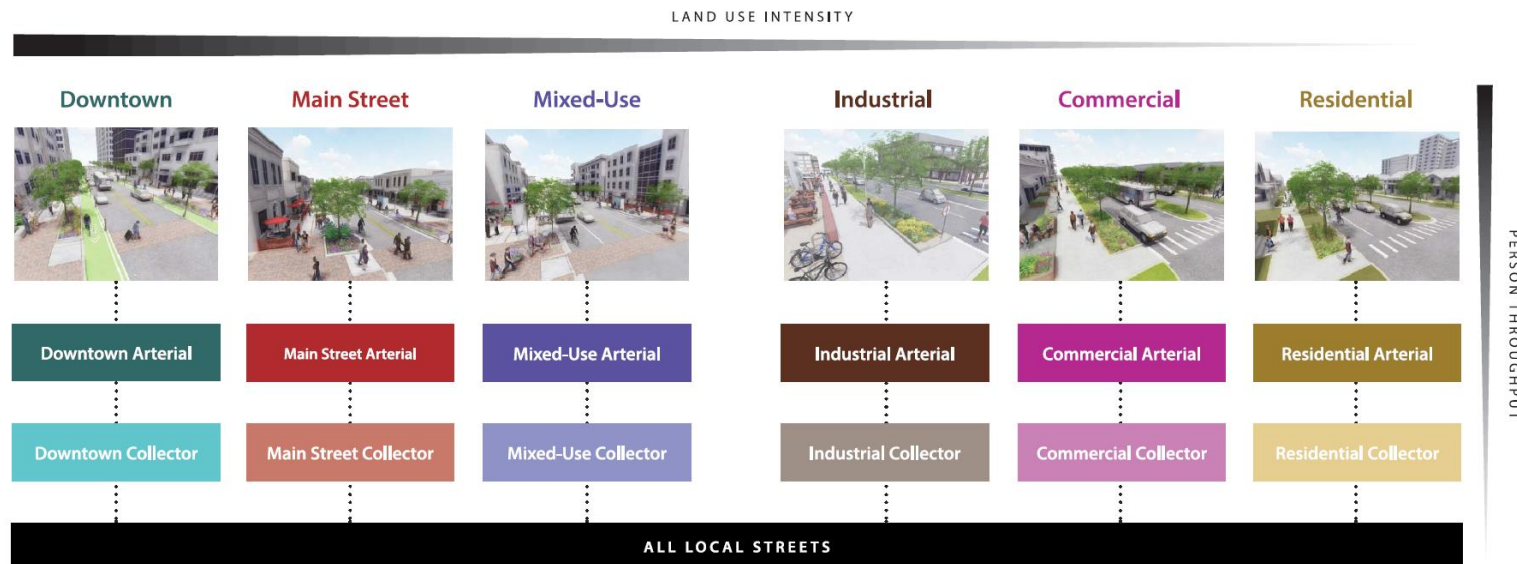 LAND USE INTENSITY
Downtown
Main Street
Mixed-Use
Industrial
Commercial
Residential
Downtown Arterial
Main Street Arterial
Mixed-Use Arterial
Industrial Arterial
Commercial Arterial
Residential Arterial
Downtown Collector
Main Street Collector
Mixed-Use Collector
Industrial Collector
Commercial Collector
Residential Collector
ALL LOCAL STREETS
PERSON THROUGHPUT